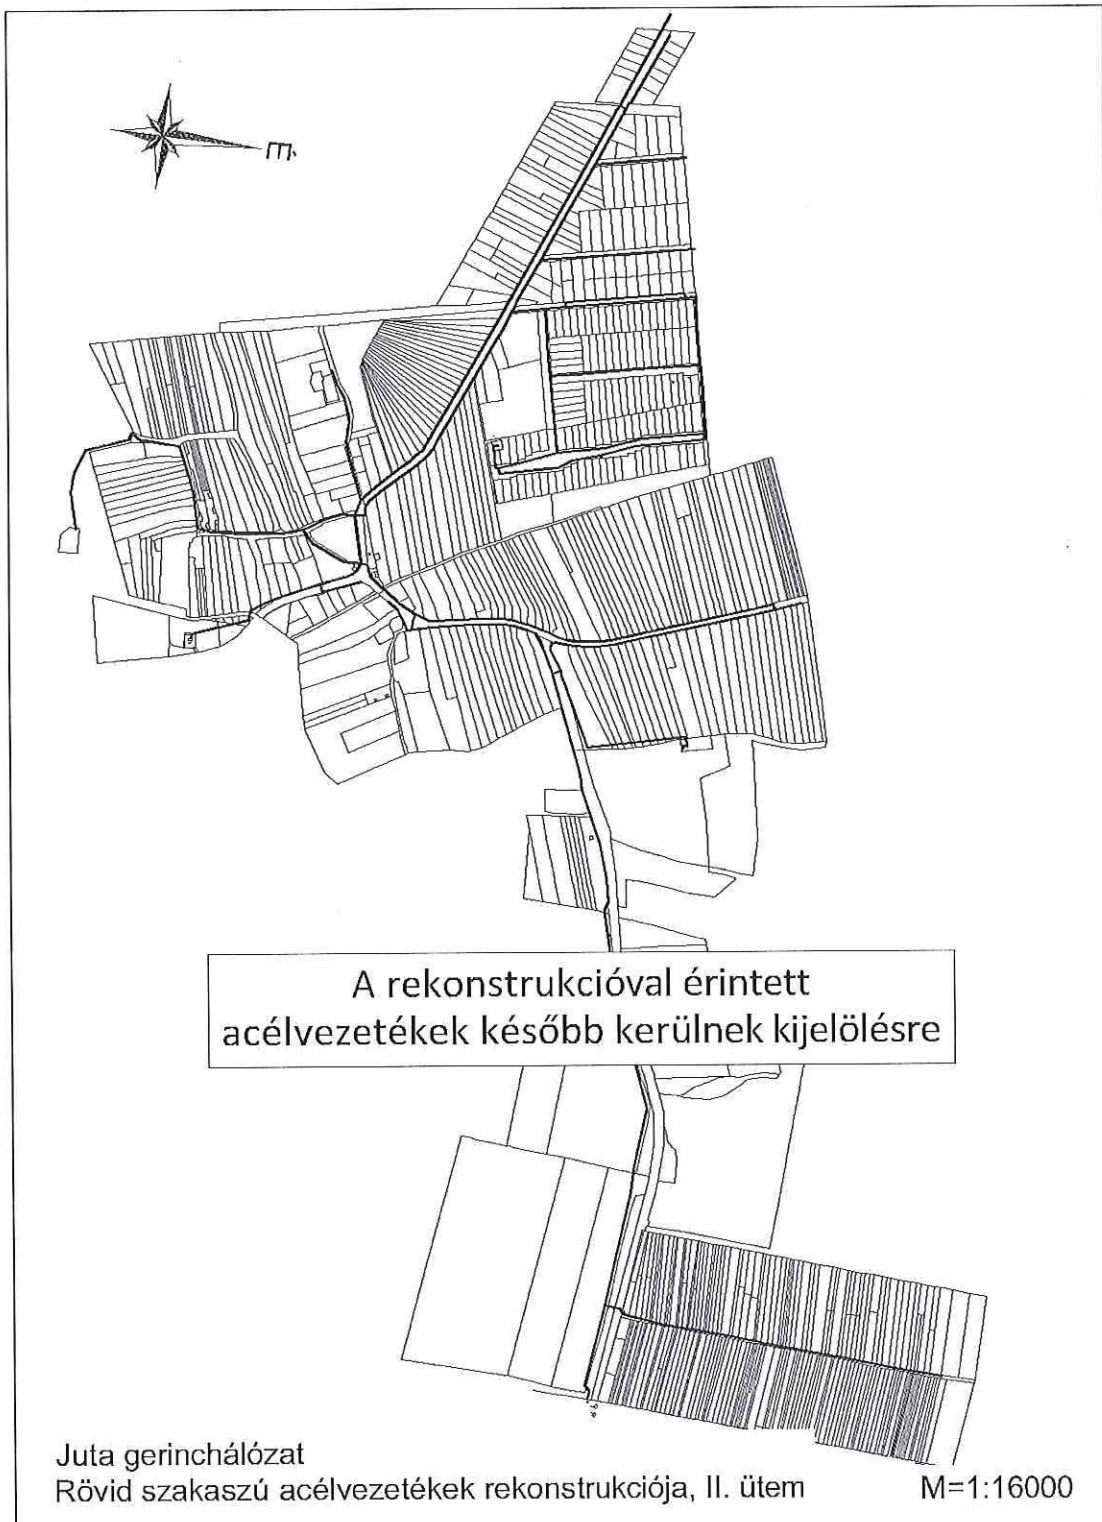 É
A rekonstrukcióval érintett
acélvezetékek később kerülnek kijelölésre
Juta gerinchálózat
Rövid szakaszú acélvezetékek rekonstrukciója, II. ütem
M=1:16000